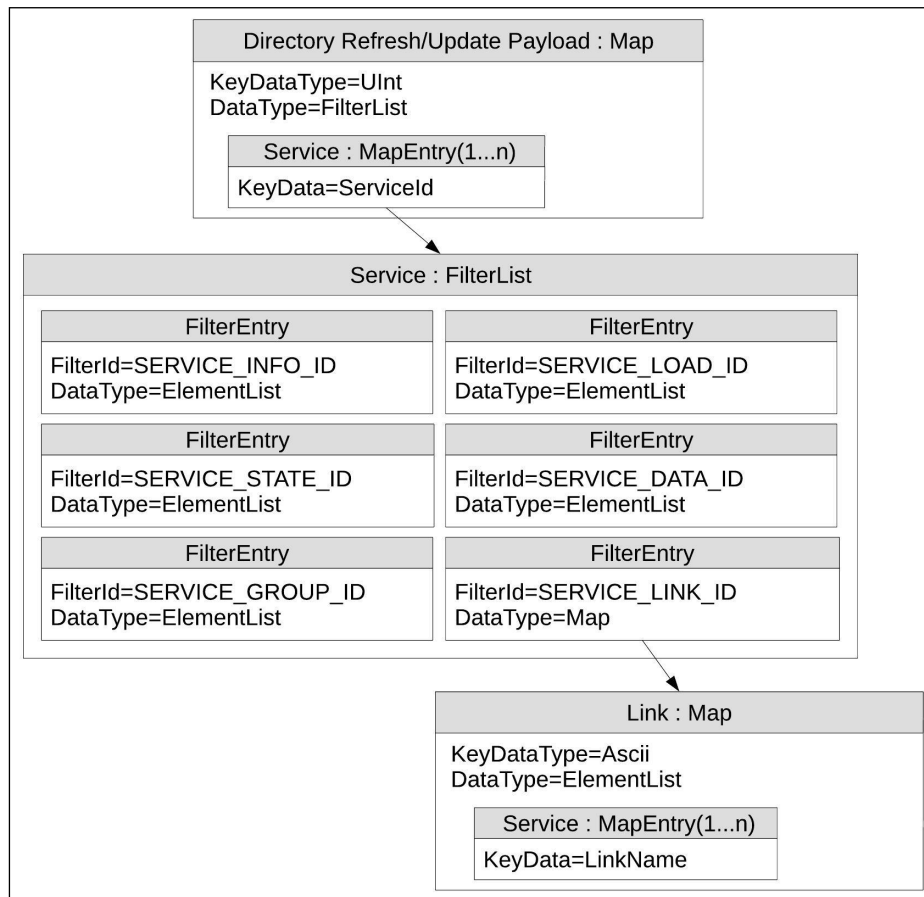 Directory Refresh/Update Payload : Map
KeyDataType=UInt
DataType=FilterList
Service : MapEntry(1...n)
KeyData=ServiceId
Service : FilterList
FilterEntry
FilterId=SERVICE_INFO_ID
DataType=ElementList
FilterEntry
FilterId=SERVICE_LOAD_ID
DataType=ElementList
FilterEntry
FilterId=SERVICE_STATE_ID
DataType=ElementList
FilterEntry
FilterId=SERVICE_DATA_ID
DataType=ElementList
FilterEntry
FilterId=SERVICE_GROUP_ID
DataType=ElementList
FilterEntry
FilterId=SERVICE_LINK_ID
DataType=Map
Link : Map
KeyDataType=Ascii
DataType=ElementList
Service : MapEntry(1...n)
KeyData=LinkName